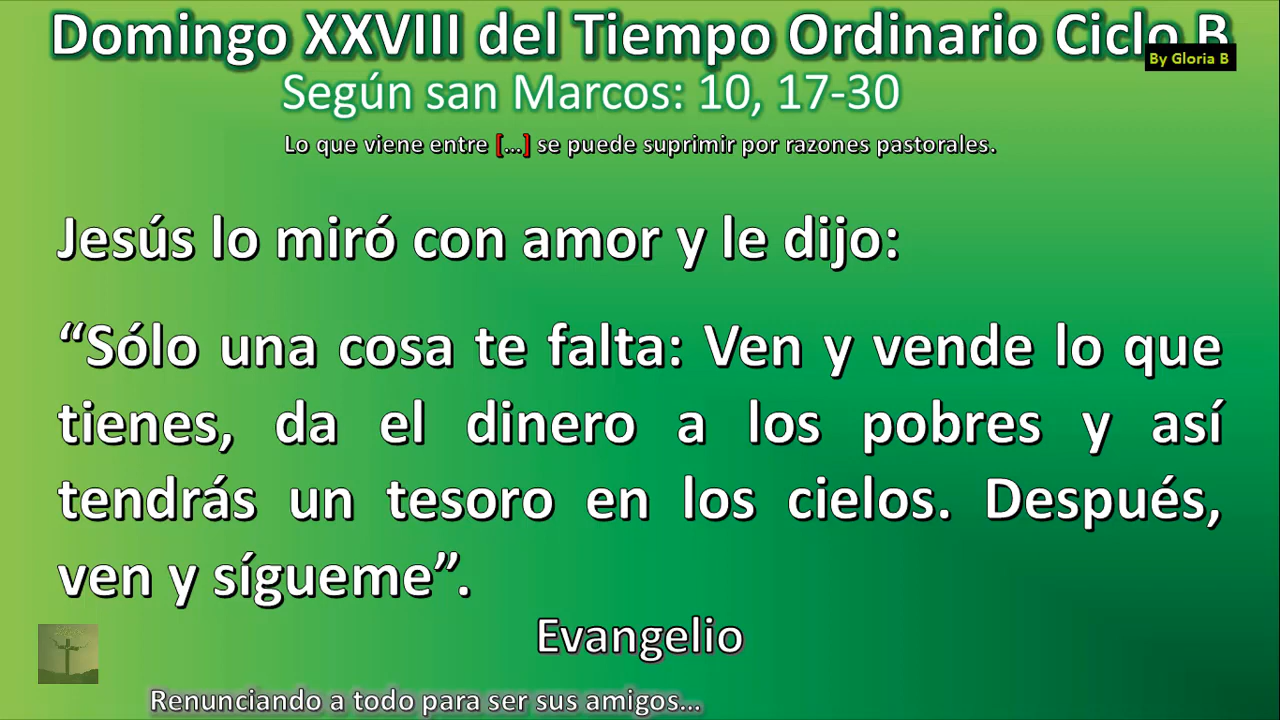 Domingo XXVIII del Tiempo Ordinario Ciclo B
By Gloria B
Según san Marcos: 10, 17-30
Lo que viene entre [...] se puede suprimir por razones pastorales.
Jesús lo miró con amor y le dijo:
“Sólo una cosa te falta: Ven y vende lo que
tienes, da el dinero a los pobres y así
tendrás un tesoro en los cielos. Después,
ven y sígueme”.
Evangelio
Renunciando a todo para ser sus amigos...